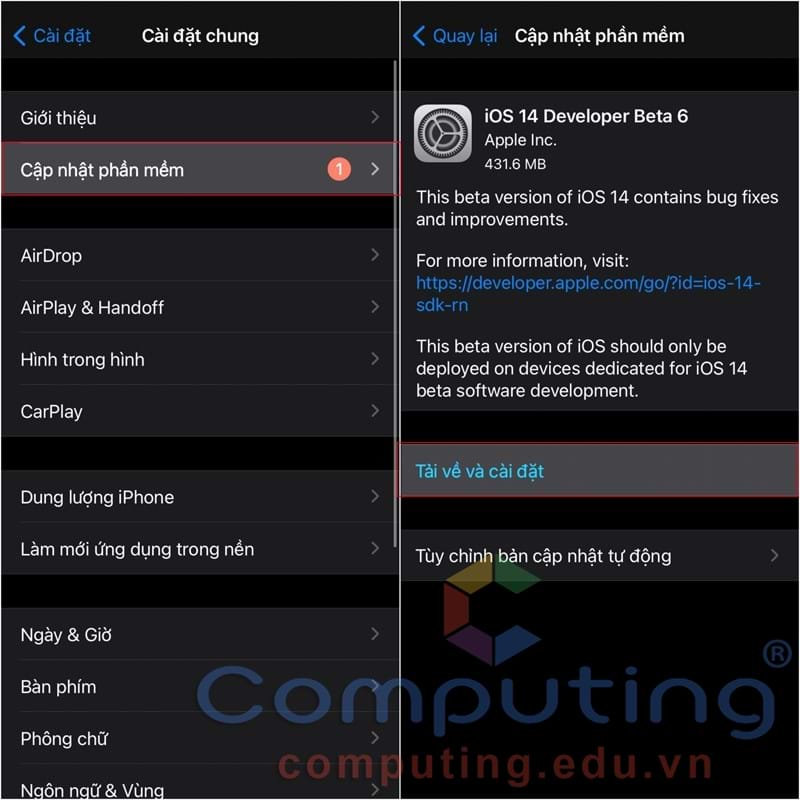 Cài đặt
Cài đặt chung
Giới thiệu
Cập nhật phần mềm
1
AirDrop
AirPlay & Handoff
Hình trong hình
CarPlay
Dung lượng iPhone
Làm mới ứng dụng trong nền
Ngày & Giờ
Bàn phím
Phông chữ
Ngôn ngữ & Vùng
Quay lại
Cập nhật phần mềm
iOS 14 Developer Beta 6
Apple Inc.
431.6 MB
This beta version of iOS 14 contains bug fixes
and improvements.
For more information, visit:
https://developer.apple.com/go/?id=ios-14-
sdk-rn
This beta version of iOS should only be
deployed on devices dedicated for iOS 14
beta software development.
Tải về và cài đặt
Tùy chỉnh bản cập nhật tự động
Computing®
computing.edu.vn